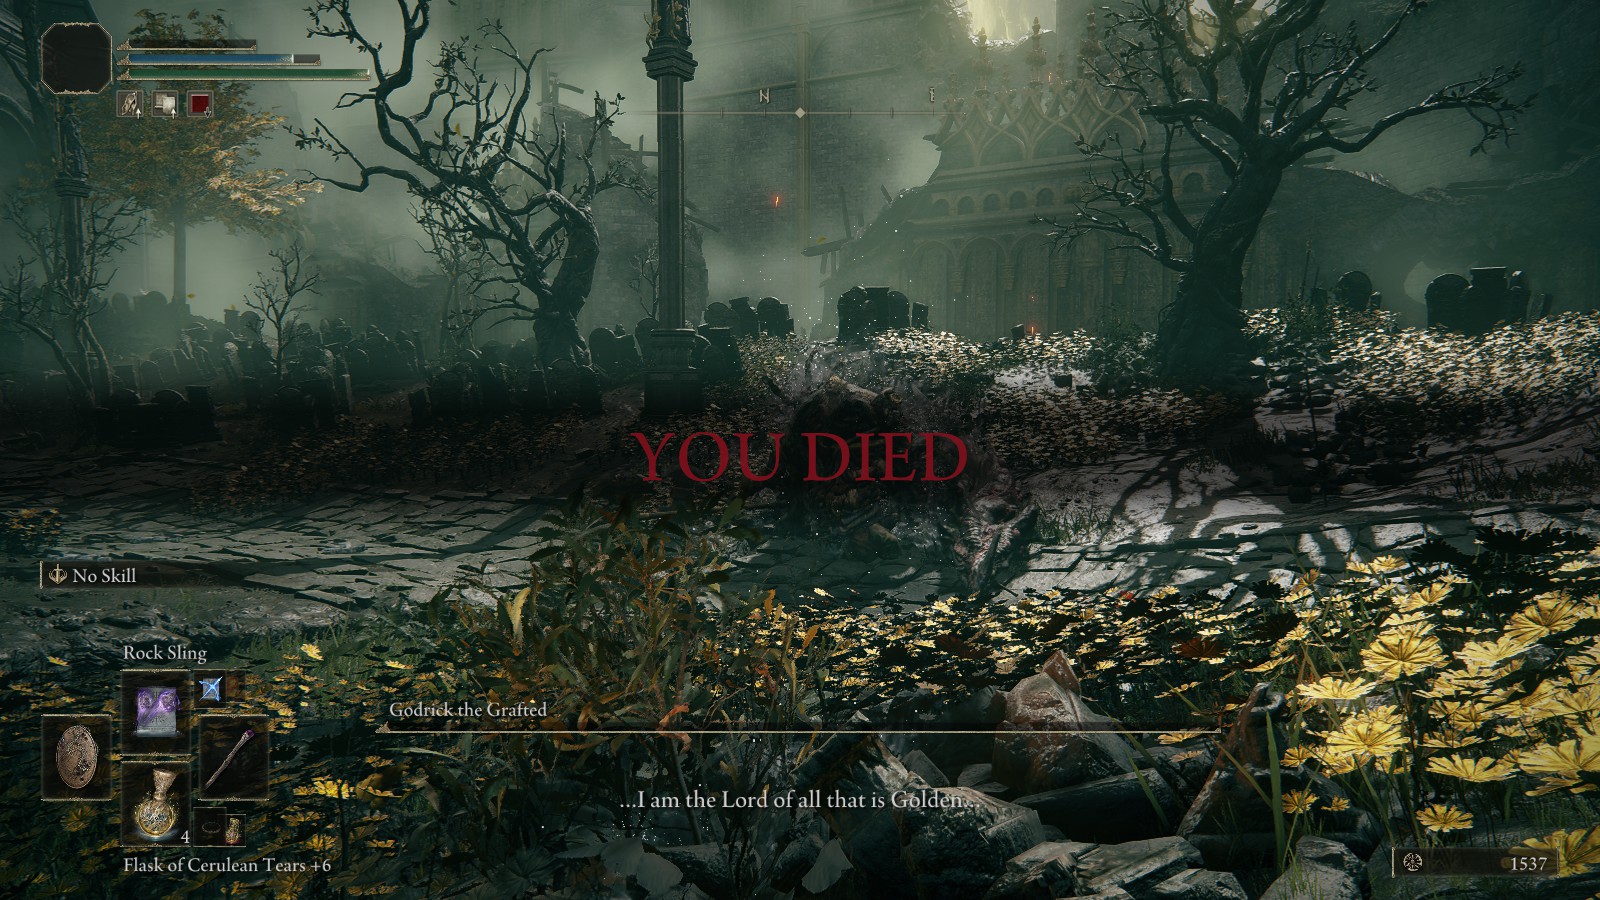 N
YOU DIED
No Skill
Rock Sling
Godrick the Grafted
...I am the Lord of all that is Golden...
4
Flask of Cerulean Tears +6
1537